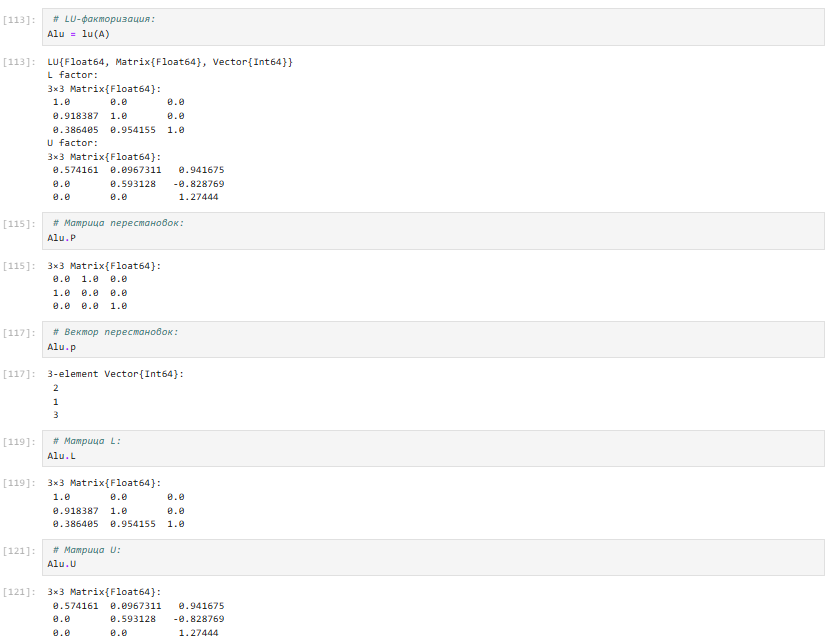 [113]: # LU-факторизация:
Alu = lu(A)
[113]: LU{Float64, Matrix{Float64}, Vector{Int64}}
L factor:
3×3 Matrix{Float64}:
1.0 0.0 0.0
0.918387 1.0 0.0
0.386405 0.954155 1.0
U factor:
3×3 Matrix{Float64}:
0.574161 0.0967311 0.941675
0.0 0.593128 -0.828769
0.0 0.0 1.27444
[115]: # Матрица перестановок:
Alu.P
[115]: 3×3 Matrix{Float64}:
0.0 1.0 0.0
1.0 0.0 0.0
0.0 0.0 1.0
[117]: # Вектор перестановок:
Alu.p
[117]: 3-element Vector{Int64}:
2
1
3
[119]: # Матрица L:
Alu.L
[119]: 3×3 Matrix{Float64}:
1.0 0.0 0.0
0.918387 1.0 0.0
0.386405 0.954155 1.0
[121]: # Матрица U:
Alu.U
[121]: 3×3 Matrix{Float64}:
0.574161 0.0967311 0.941675
0.0 0.593128 -0.828769
0.0 0.0 1.27444